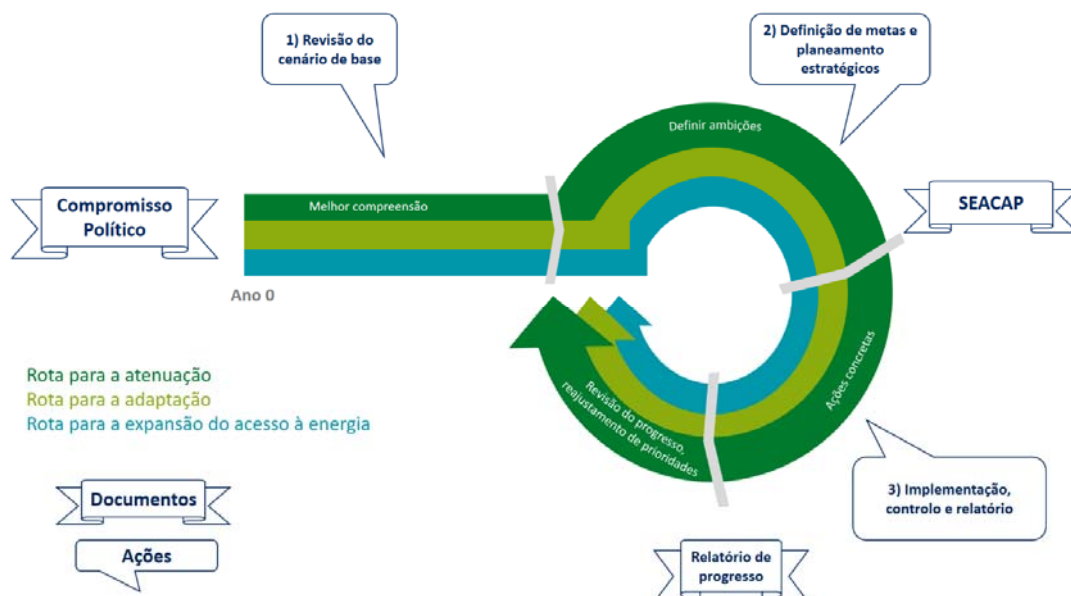 1) Revisão do
cenário de base
2) Definição de metas e
planeamento
estratégicos
Definir ambições
Compromisso
Político
Melhor compreensão
SEACAP
Ano 0
Rota para a atenuação
Rota para a adaptação
Rota para a expansão do acesso à energia
Ações concretas
Revisão do progresso,
reajustamento de prioridades
Documentos
Ações
3) Implementação,
controlo e relatório
Relatório de
progresso